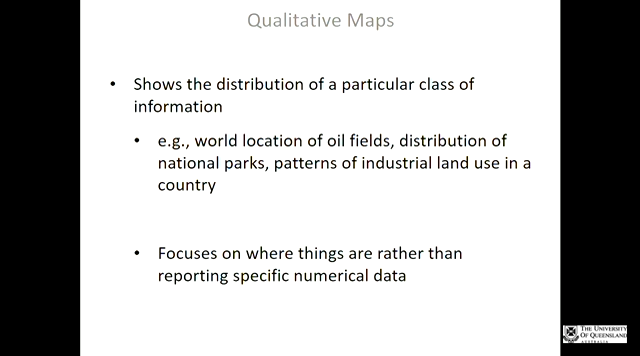 Qualitative Maps
• Shows the distribution of a particular class of
information
• e.g., world location of oil fields, distribution of
national parks, patterns of industrial land use in a
country
• Focuses on where things are rather than
reporting specific numerical data
THE UNIVERSITY
OF QUEENSLAND
AUSTRALIA